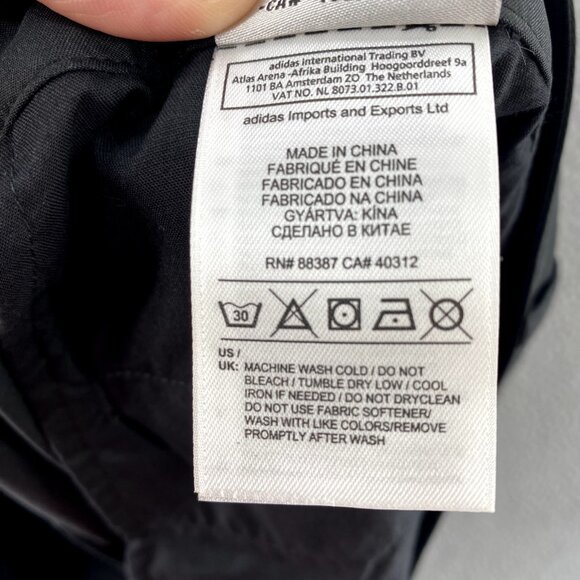 adidas International Trading BV
Atlas Arena -Afrika Building Hoogoorddreef 9a
1101 BA Amsterdam ZO The Netherlands
VAT NO. NL 8073.01.322.B.01
adidas Imports and Exports Ltd
MADE IN CHINA
FABRIQUÉ EN CHINE
FABRICADO EN CHINA
FABRICADO NA CHINA
GYÁRTVA: KÍNA
СДЕЛАНО В КИТАЕ
RN# 88387 CA# 40312
30
US /
UK: MACHINE WASH COLD / DO NOT
BLEACH / TUMBLE DRY LOW / COOL
IRON IF NEEDED / DO NOT DRYCLEAN
DO NOT USE FABRIC SOFTENER/
WASH WITH LIKE COLORS/REMOVE
PROMPTLY AFTER WASH